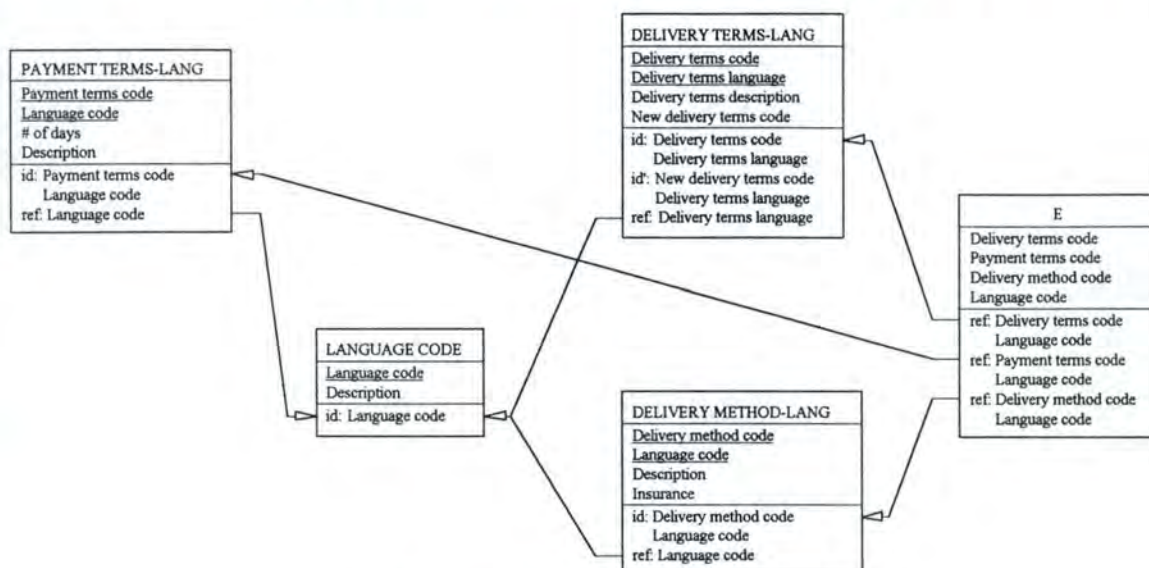 PAYMENT TERMS-LANG
Payment terms code
Language code
# of days
Description
id: Payment terms code
Language code
ref: Language code
LANGUAGE CODE
Language code
Description
id: Language code
DELIVERY TERMS-LANG
Delivery terms code
Delivery terms language
Delivery terms description
New delivery terms code
id: Delivery terms code
Delivery terms language
id': New delivery terms code
Delivery terms language
ref: Delivery terms language
DELIVERY METHOD-LANG
Delivery method code
Language code
Description
Insurance
id: Delivery method code
Language code
ref: Language code
E
Delivery terms code
Payment terms code
Delivery method code
Language code
ref: Delivery terms code
Language code
ref: Payment terms code
Language code
ref: Delivery method code
Language code